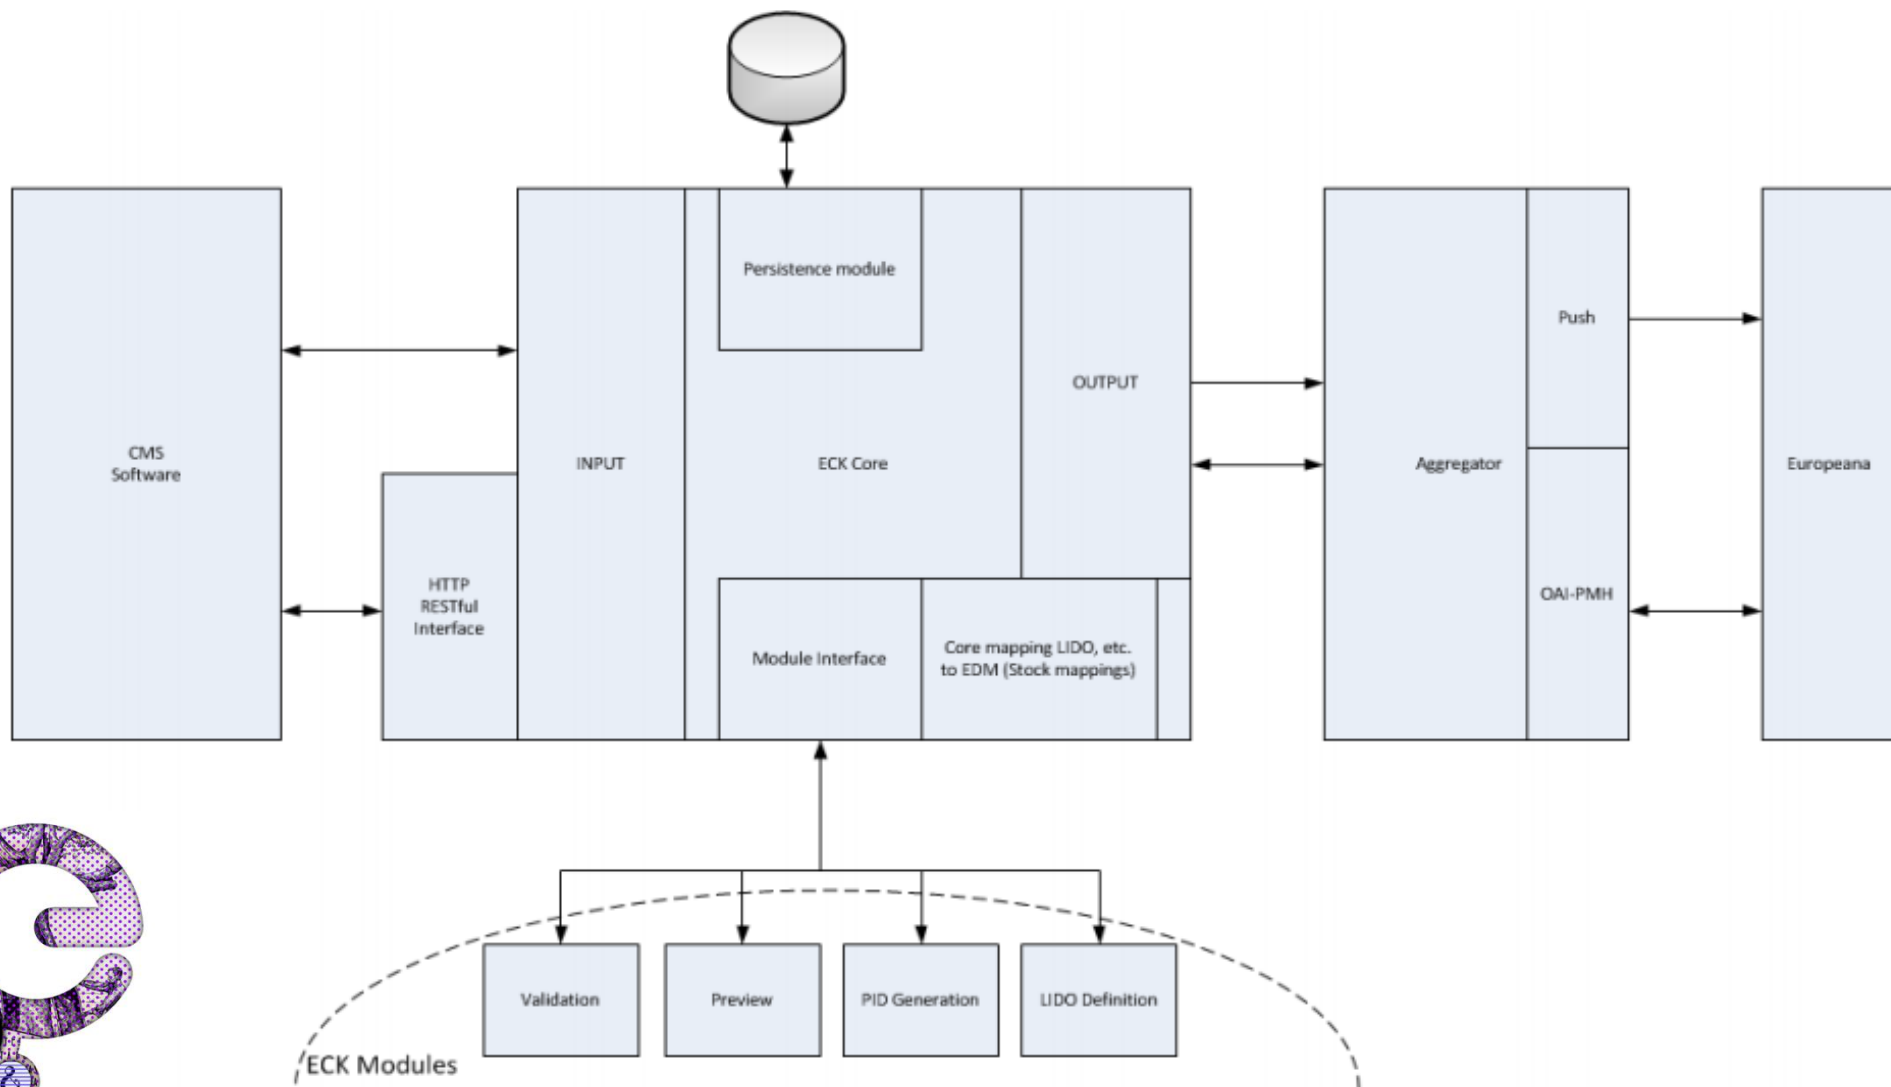 Persistence module
Push
OUTPUT
CMS
Software
INPUT
ECK Core
Aggregator
Europeana
HTTP
RESTful
Interface
OAI-PMH
Module Interface
Core mapping LIDO, etc.
to EDM (Stock mappings)
Validation
Preview
PID Generation
LIDO Definition
ECK Modules
&